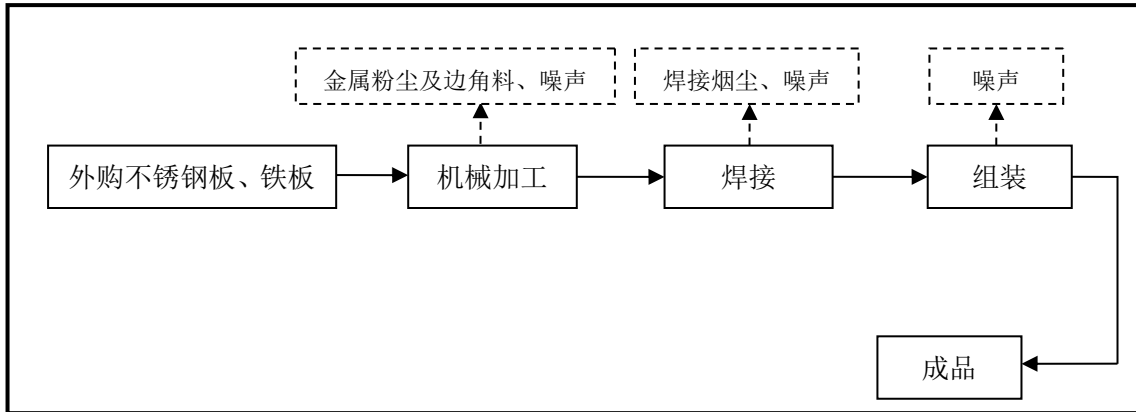 金属粉尘及边角料、噪声
焊接烟尘、噪声
噪声
外购不锈钢板、铁板
机械加工
焊接
组装
成品